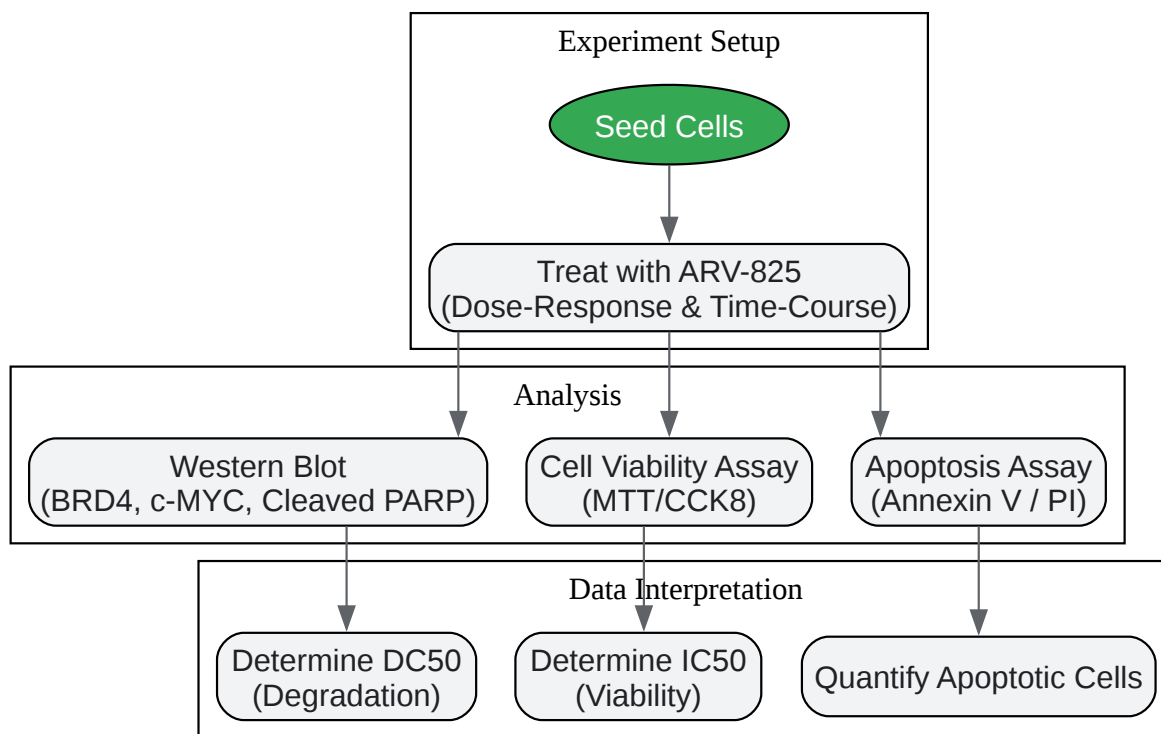 Experiment Setup
Seed Cells
Treat with ARV-825
(Dose-Response & Time-Course)
Analysis
Western Blot
(BRD4, c-MYC, Cleaved PARP)
Cell Viability Assay
(MTT/CCK8)
Apoptosis Assay
(Annexin V / PI)
Data Interpretation
Determine DC50
(Degradation)
Determine IC50
(Viability)
Quantify Apoptotic Cells